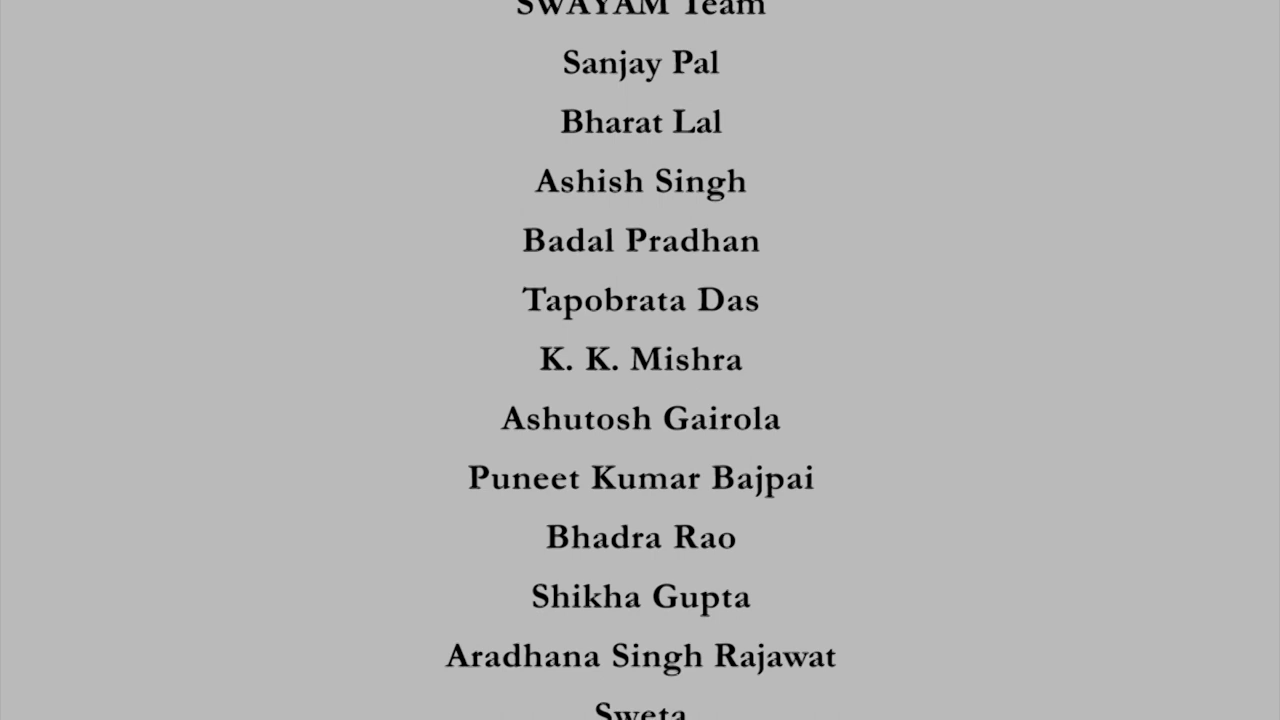 SWAYAM Team
Sanjay Pal
Bharat Lal
Ashish Singh
Badal Pradhan
Tapobrata Das
K. K. Mishra
Ashutosh Gairola
Puneet Kumar Bajpai
Bhadra Rao
Shikha Gupta
Aradhana Singh Rajawat
Sweta